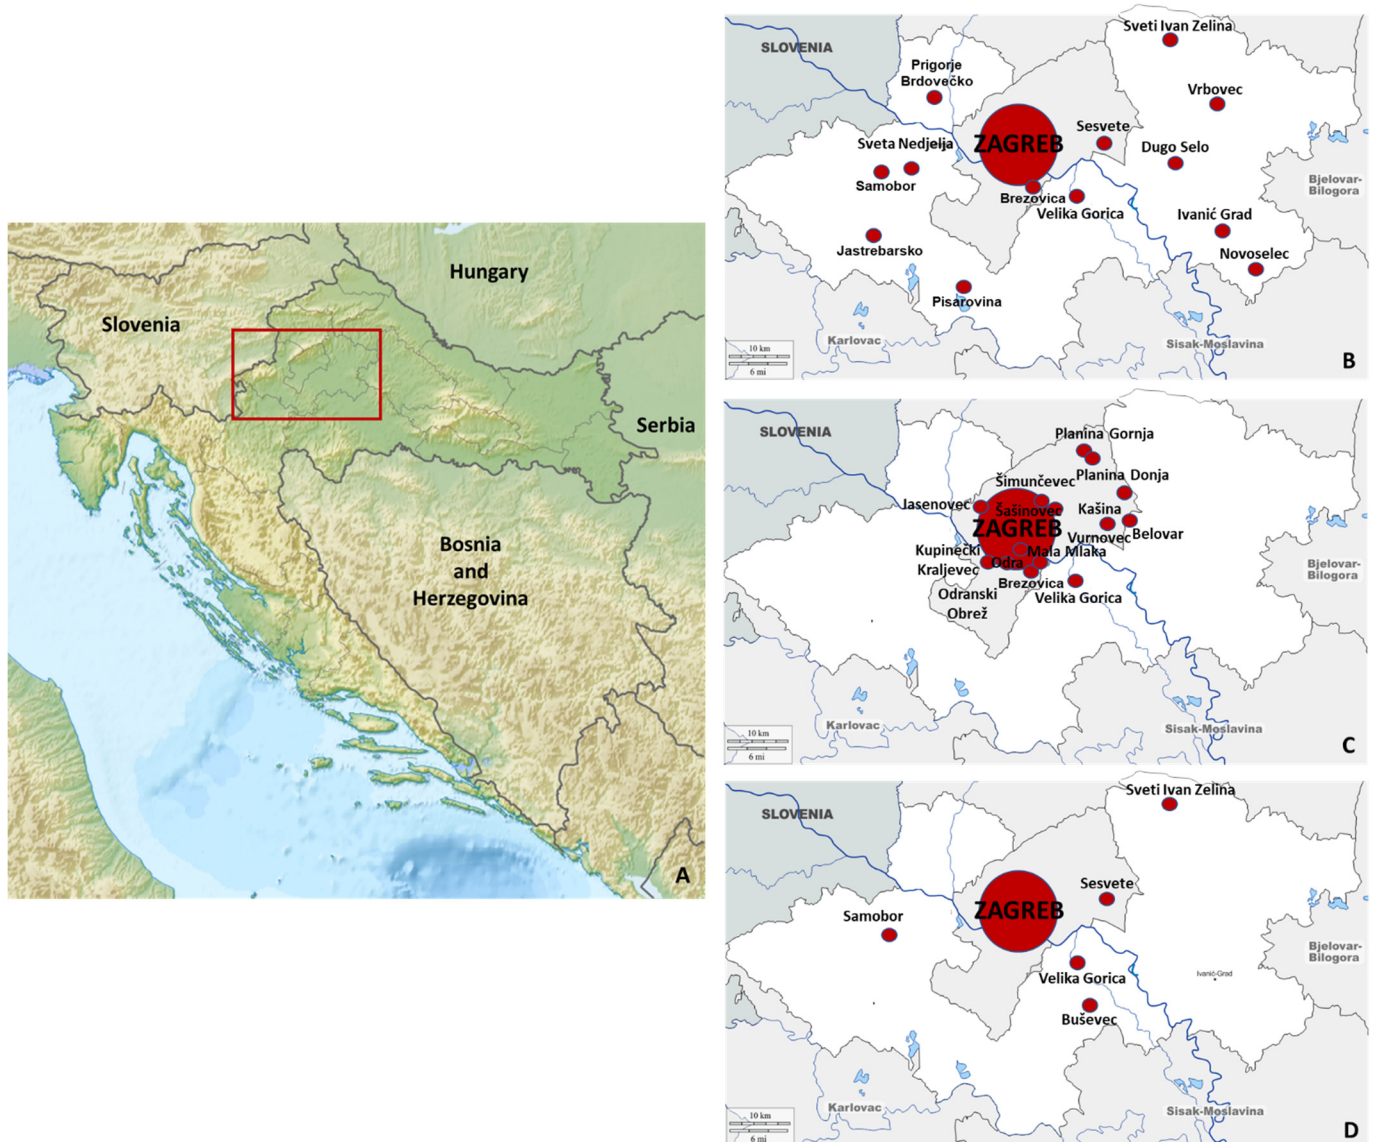 Hungary
Slovenia
Serbia
Bosnia
and
Herzegovina
A
SLOVENIA
Sveti Ivan Zelina
Prigorje
Brdovečko
Vrbovec
Sesvete
ZAGREB
Sveta Nedjelja
Dugo Selo
Samobor
Bjelovar-
Bilogora
Brezovica
Velika Gorica
Ivanić Grad
Jastrebarsko
Novoselec
Pisarovina
Karlovac
Sisak-Moslavina
10 km
6 mi
B
SLOVENIA
Planina Gornja
Planina Donja
Šimunčevec
Jasenovec
Šašinovec
Kašina
ZAGREB
Vurnovec
Belovar
Kupinečki
Kraljevec
Mala Mlaka
Odra
Bjelovar-
Bilogora
Brezovica
Odranski
Obrež
Velika Gorica
Karlovac
Sisak-Moslavina
10 km
6 mi
C
Sveti Ivan Zelina
SLOVENIA
Sesvete
ZAGREB
Samobor
Bjelovar-
Bilogora
Velika Gorica
Ivanić-Grad
Buševec
Karlovac
Sisak-Moslavina
10 km
6 mi
D